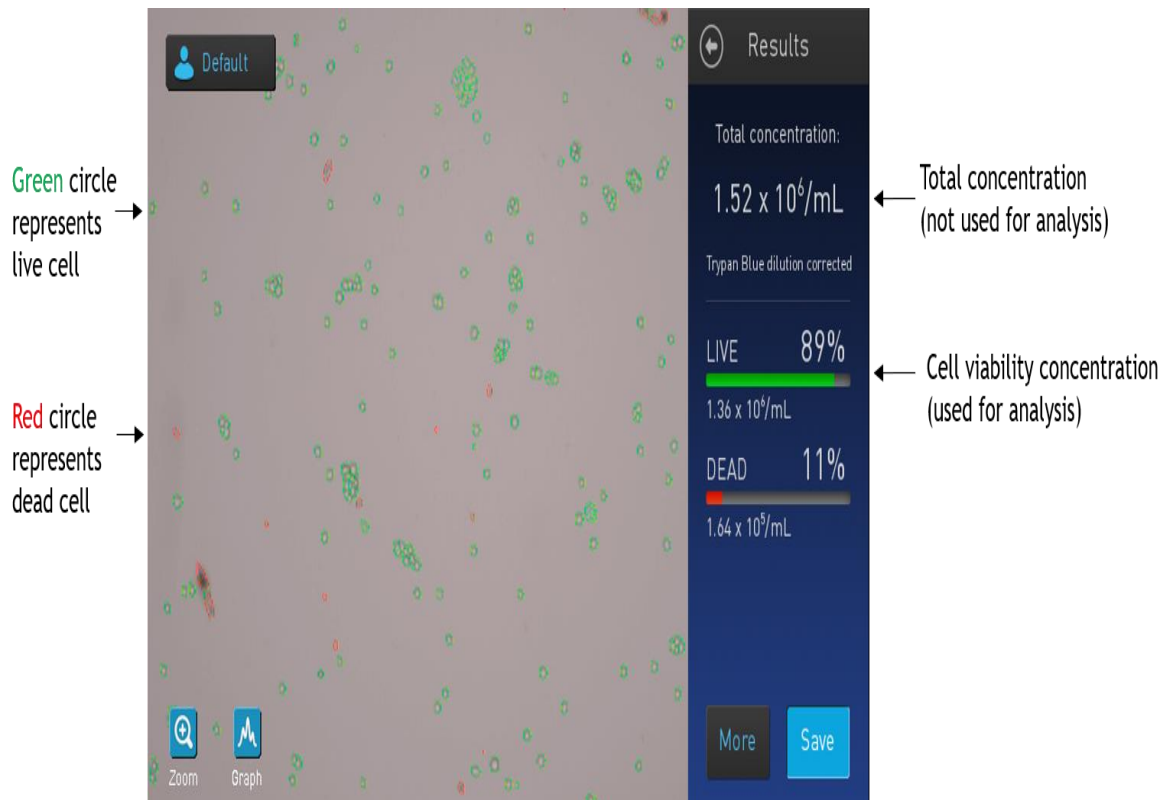 Default
Zoom
Graph
Results
Total concentration:
1.52 x 10⁶/mL
Trypan Blue dilution corrected
LIVE 89%
1.36 x 10⁶/mL
DEAD 11%
1.64 x 10⁵/mL
More
Save
Green circle
represents
live cell
Red circle
represents
dead cell
Total concentration
(not used for analysis)
Cell viability concentration
(used for analysis)